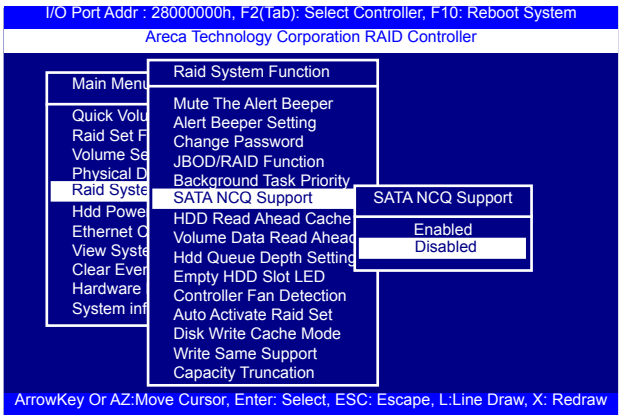 I/O Port Addr : 28000000h, F2(Tab): Select Controller, F10: Reboot System
Areca Technology Corporation RAID Controller
Main Menu
Quick Volu
Raid Set F
Volume Se
Physical D
Raid Syste
Hdd Powe
Ethernet C
View Syste
Clear Even
Hardware
System inf
Raid System Function
Mute The Alert Beeper
Alert Beeper Setting
Change Password
JBOD/RAID Function
Background Task Priority
SATA NCQ Support
HDD Read Ahead Cache
Volume Data Read Ahead
Hdd Queue Depth Setting
Empty HDD Slot LED
Controller Fan Detection
Auto Activate Raid Set
Disk Write Cache Mode
Write Same Support
Capacity Truncation
SATA NCQ Support
Enabled
Disabled
ArrowKey Or AZ:Move Cursor, Enter: Select, ESC: Escape, L:Line Draw, X: Redraw